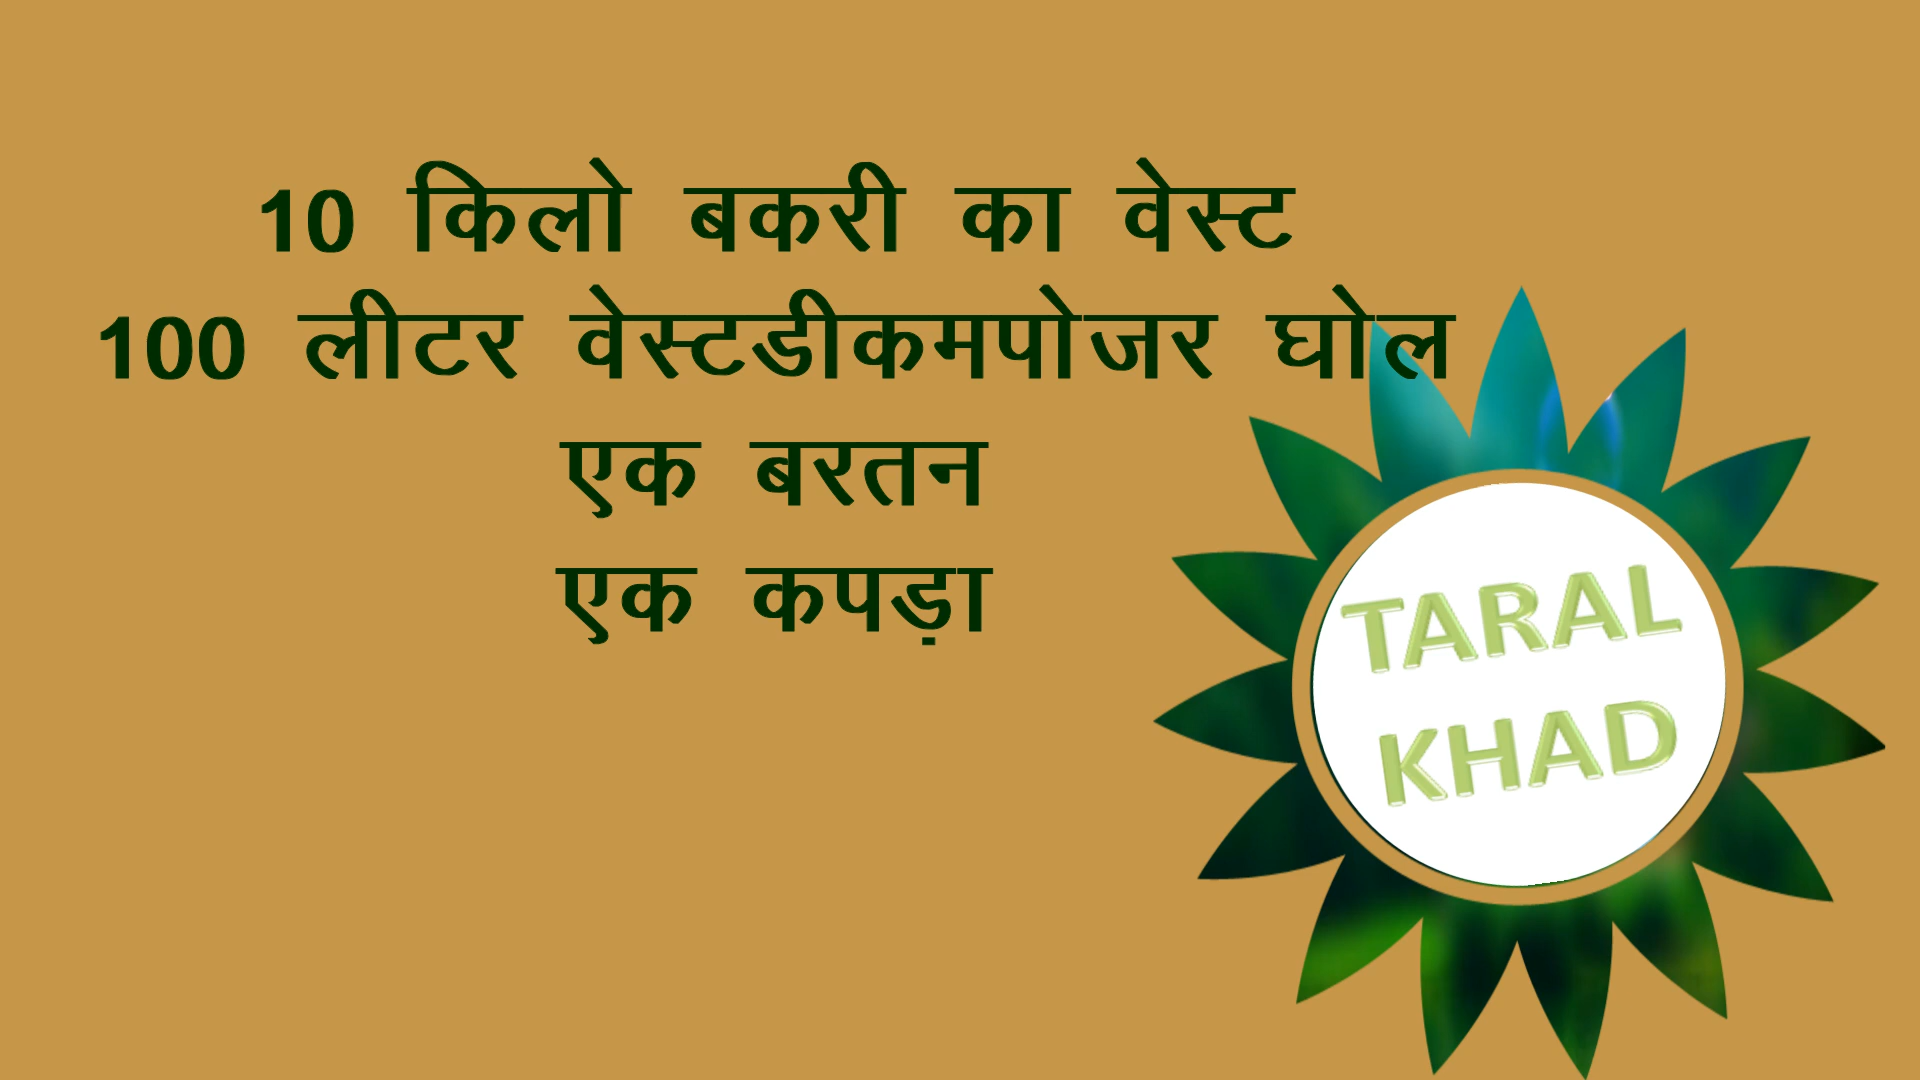 10 किलो बकरी का वेस्ट
100 लीटर वेस्टडीकमपोजर घोल
एक बरतन
एक कपड़ा
TARAL
KHAD